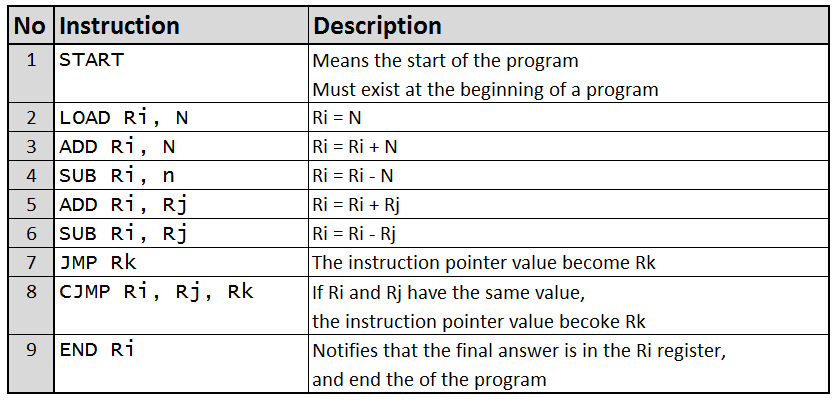 No Instruction Description
1 START Means the start of the program
Must exist at the beginning of a program
2 LOAD Ri, N Ri = N
3 ADD Ri, N Ri = Ri + N
4 SUB Ri, n Ri = Ri - N
5 ADD Ri, Rj Ri = Ri + Rj
6 SUB Ri, Rj Ri = Ri - Rj
7 JMP Rk The instruction pointer value become Rk
8 CJMP Ri, Rj, Rk If Ri and Rj have the same value,
the instruction pointer value becoke Rk
9 END Ri Notifies that the final answer is in the Ri register,
and end the of the program